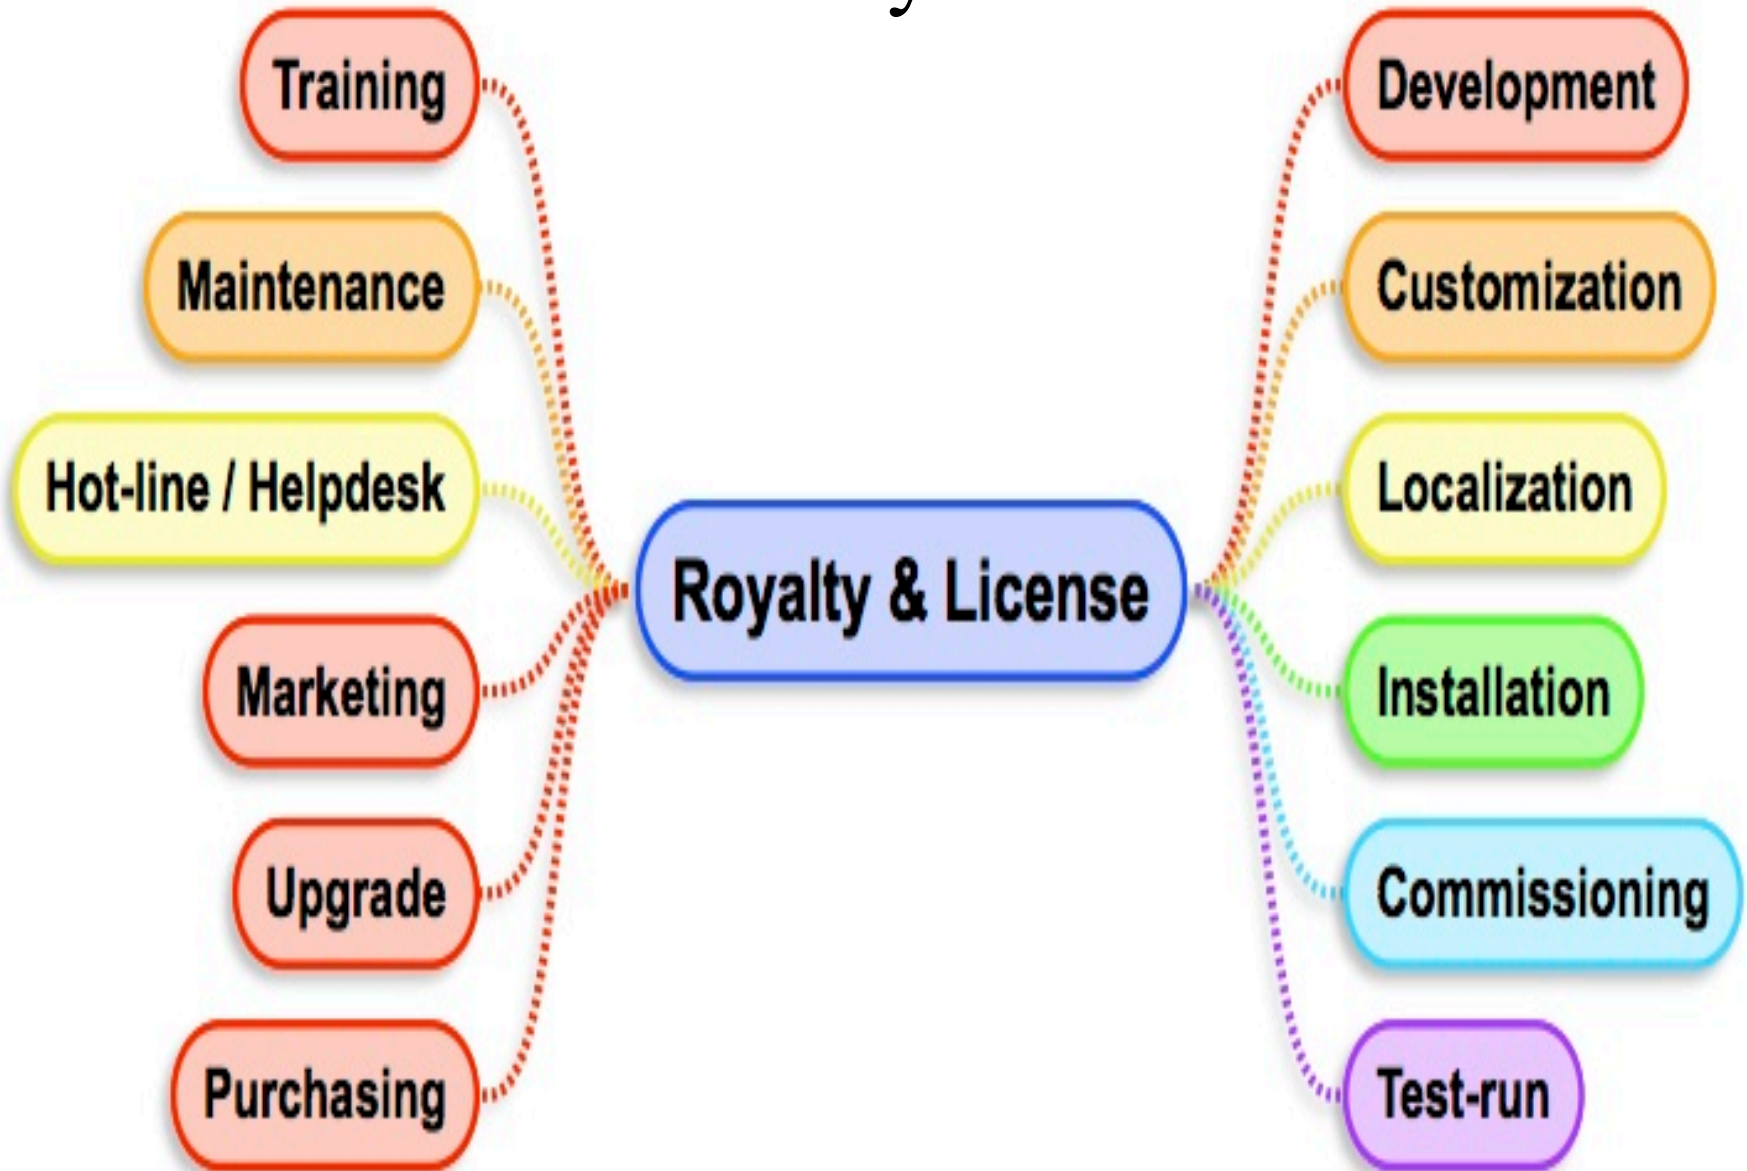 Training
Maintenance
Hot-line / Helpdesk
Marketing
Upgrade
Purchasing
Royalty & License
Development
Customization
Localization
Installation
Commissioning
Test-run